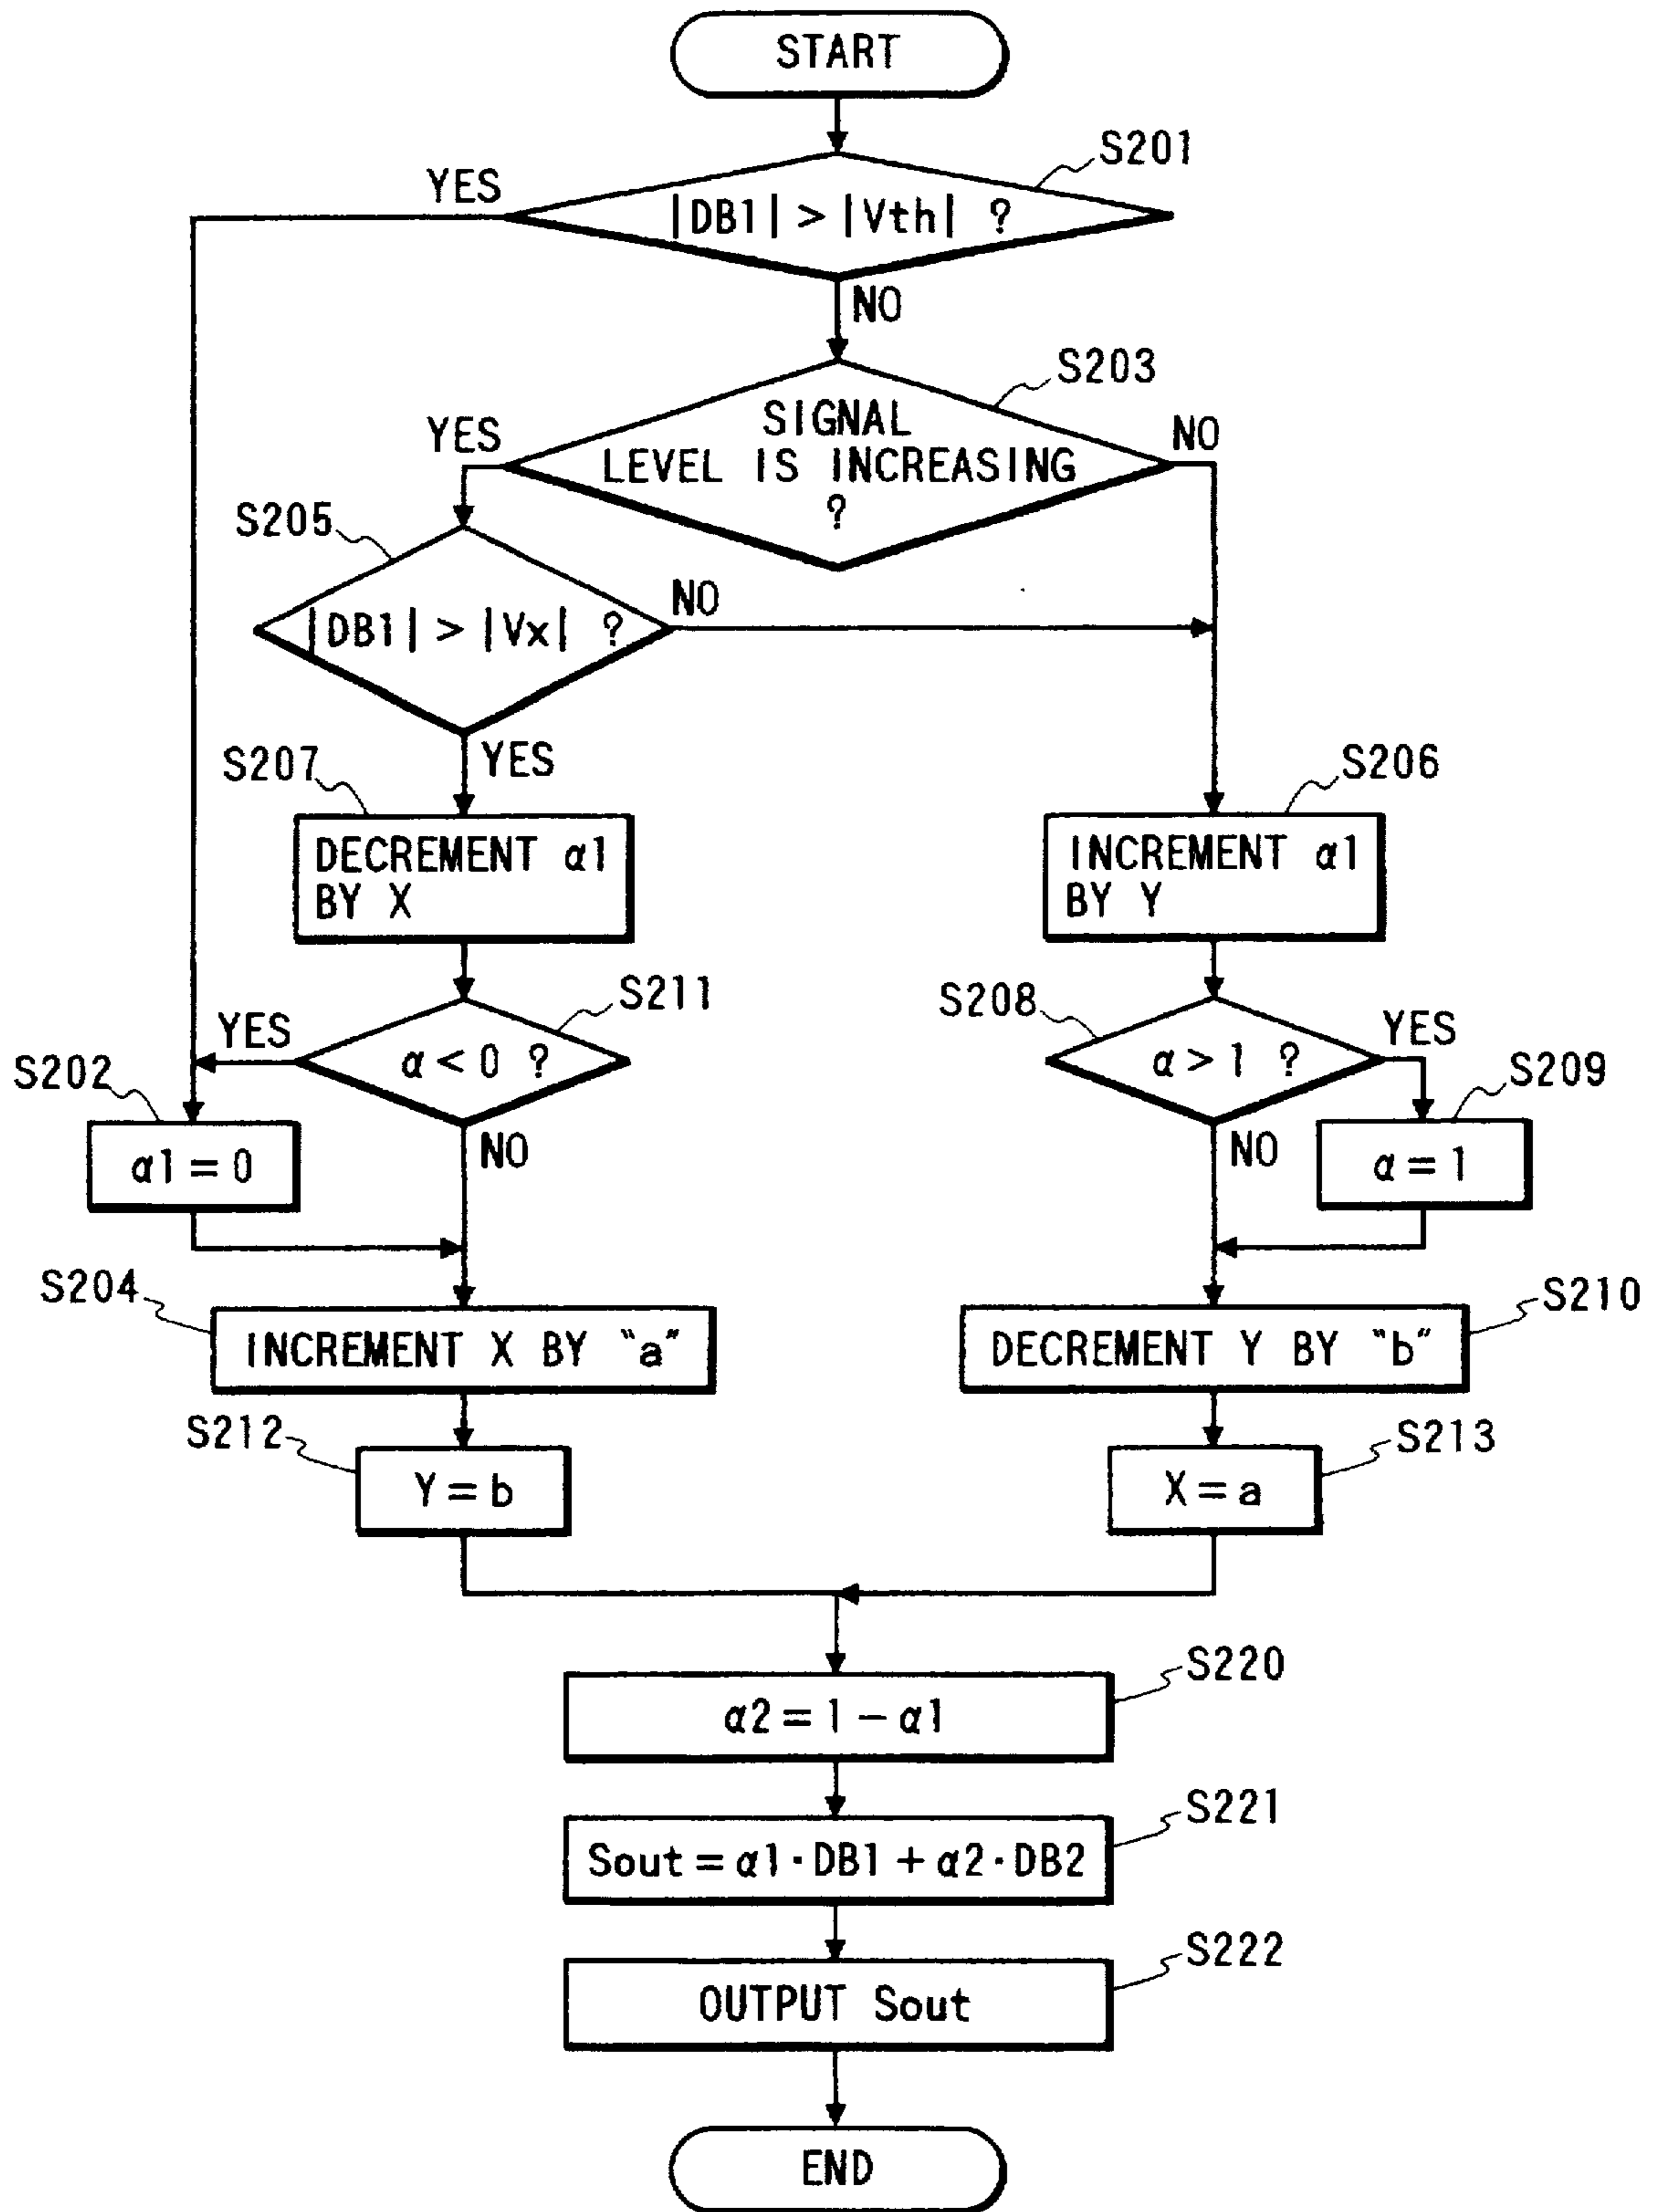 START
S201
YES
|DB1| > |Vth| ?
NO
S203
YES
SIGNAL
LEVEL IS INCREASING
?
NO
S205
|DB1| > |Vx| ?
NO
YES
S207
DECREMENT α1
BY X
S206
INCREMENT α1
BY Y
S211
YES
α < 0 ?
NO
S208
α > 1 ?
YES
NO
S202
α1 = 0
S209
α = 1
S204
INCREMENT X BY "a"
S210
DECREMENT Y BY "b"
S212
Y = b
S213
X = a
S220
α2 = 1 − α1
S221
Sout = α1·DB1 + α2·DB2
S222
OUTPUT Sout
END